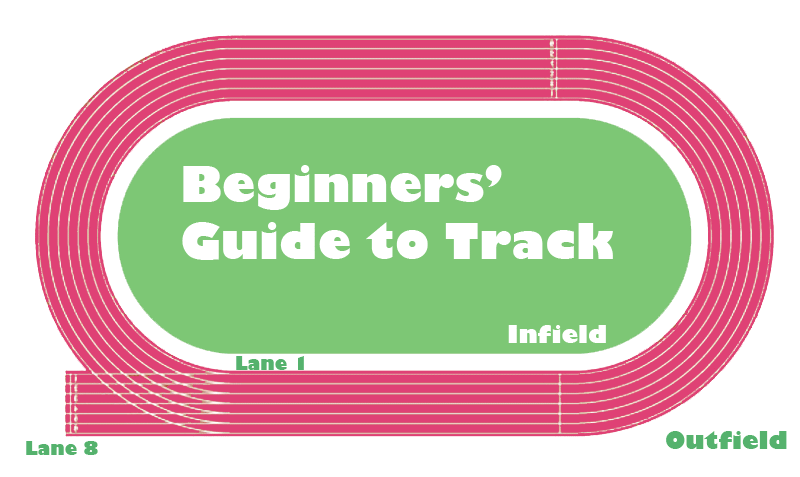 Beginners’
Guide to Track
Infield
Lane 1
Outfield
Lane 8